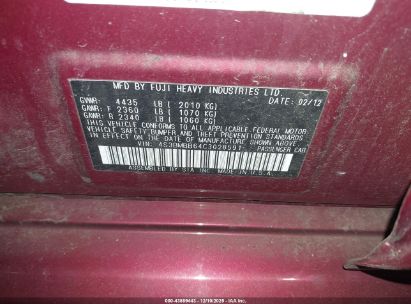 MFD BY FUJI HEAVY INDUSTRIES LTD.
GVWR: 4435 LB ( 2010 KG) DATE: 02/12
GAWR: F 2360 LB ( 1070 KG)
GAWR: R 2340 LB ( 1060 KG)
THIS VEHICLE CONFORMS TO ALL APPLICABLE FEDERAL MOTOR
VEHICLE SAFETY BUMPER AND THEFT PREVENTION STANDARDS
IN EFFECT ON THE DATE OF MANUFACTURE SHOWN ABOVE.
VIN: PASSENGER CAR
ASSEMBLED BY SIA INC. MADE IN U.S.A.